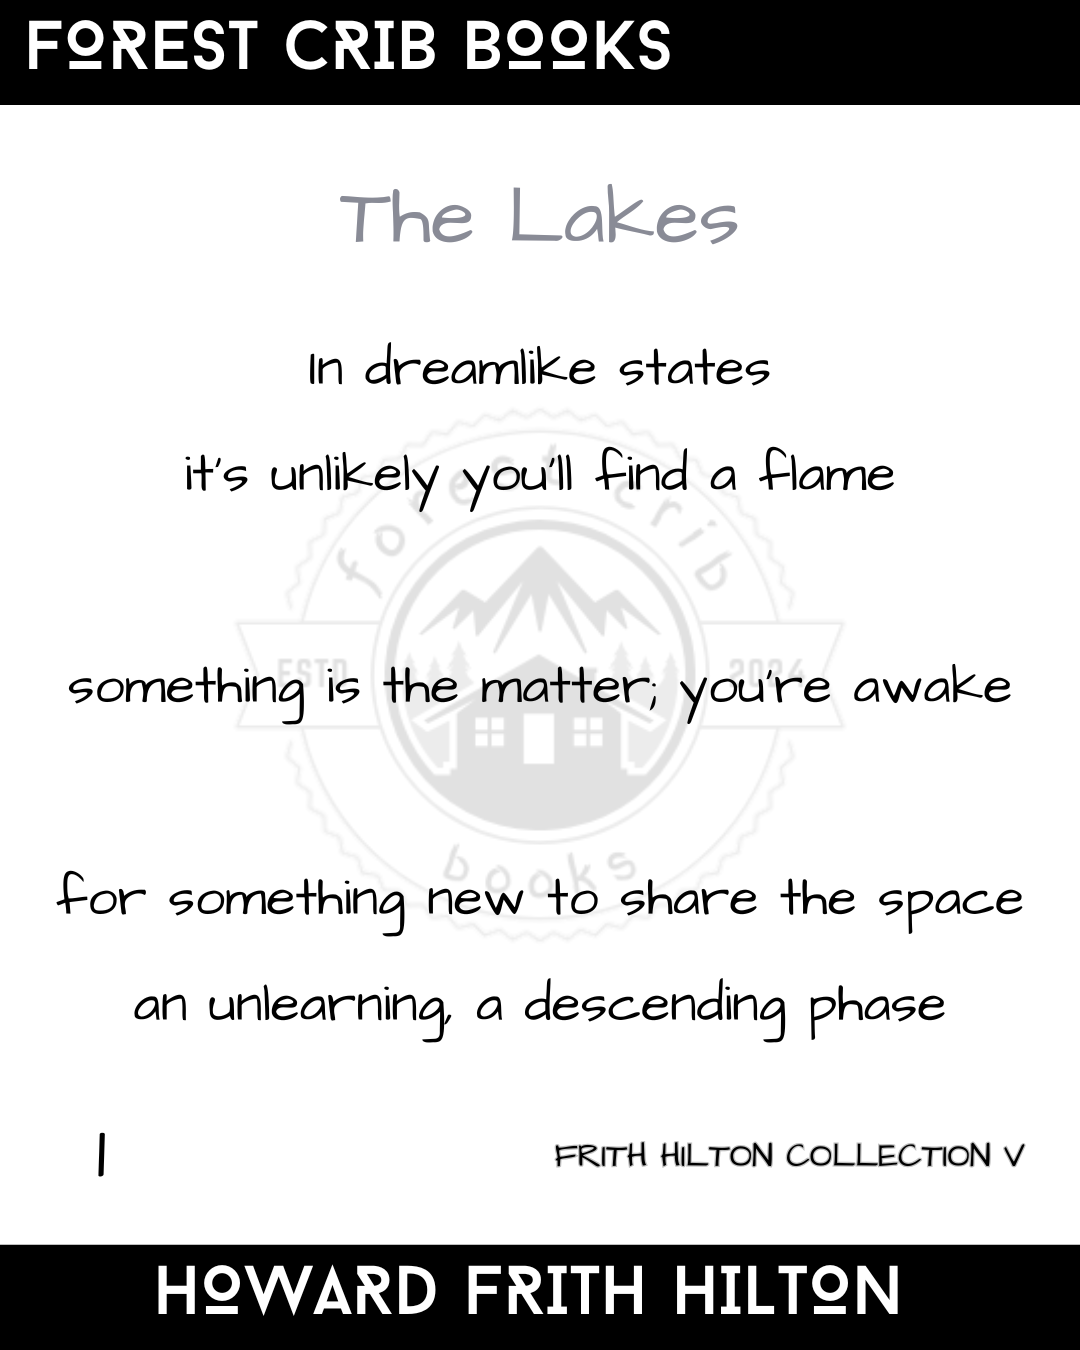 FOREST CRIB BOOKS
The Lakes
In dreamlike states
it's unlikely you'll find a flame
forest crib
something is the matter; you're awake
ESTD 2024
for something new to share the space
books
an unlearning, a descending phase
1 FRITH HILTON COLLECTION V
HOWARD FRITH HILTON